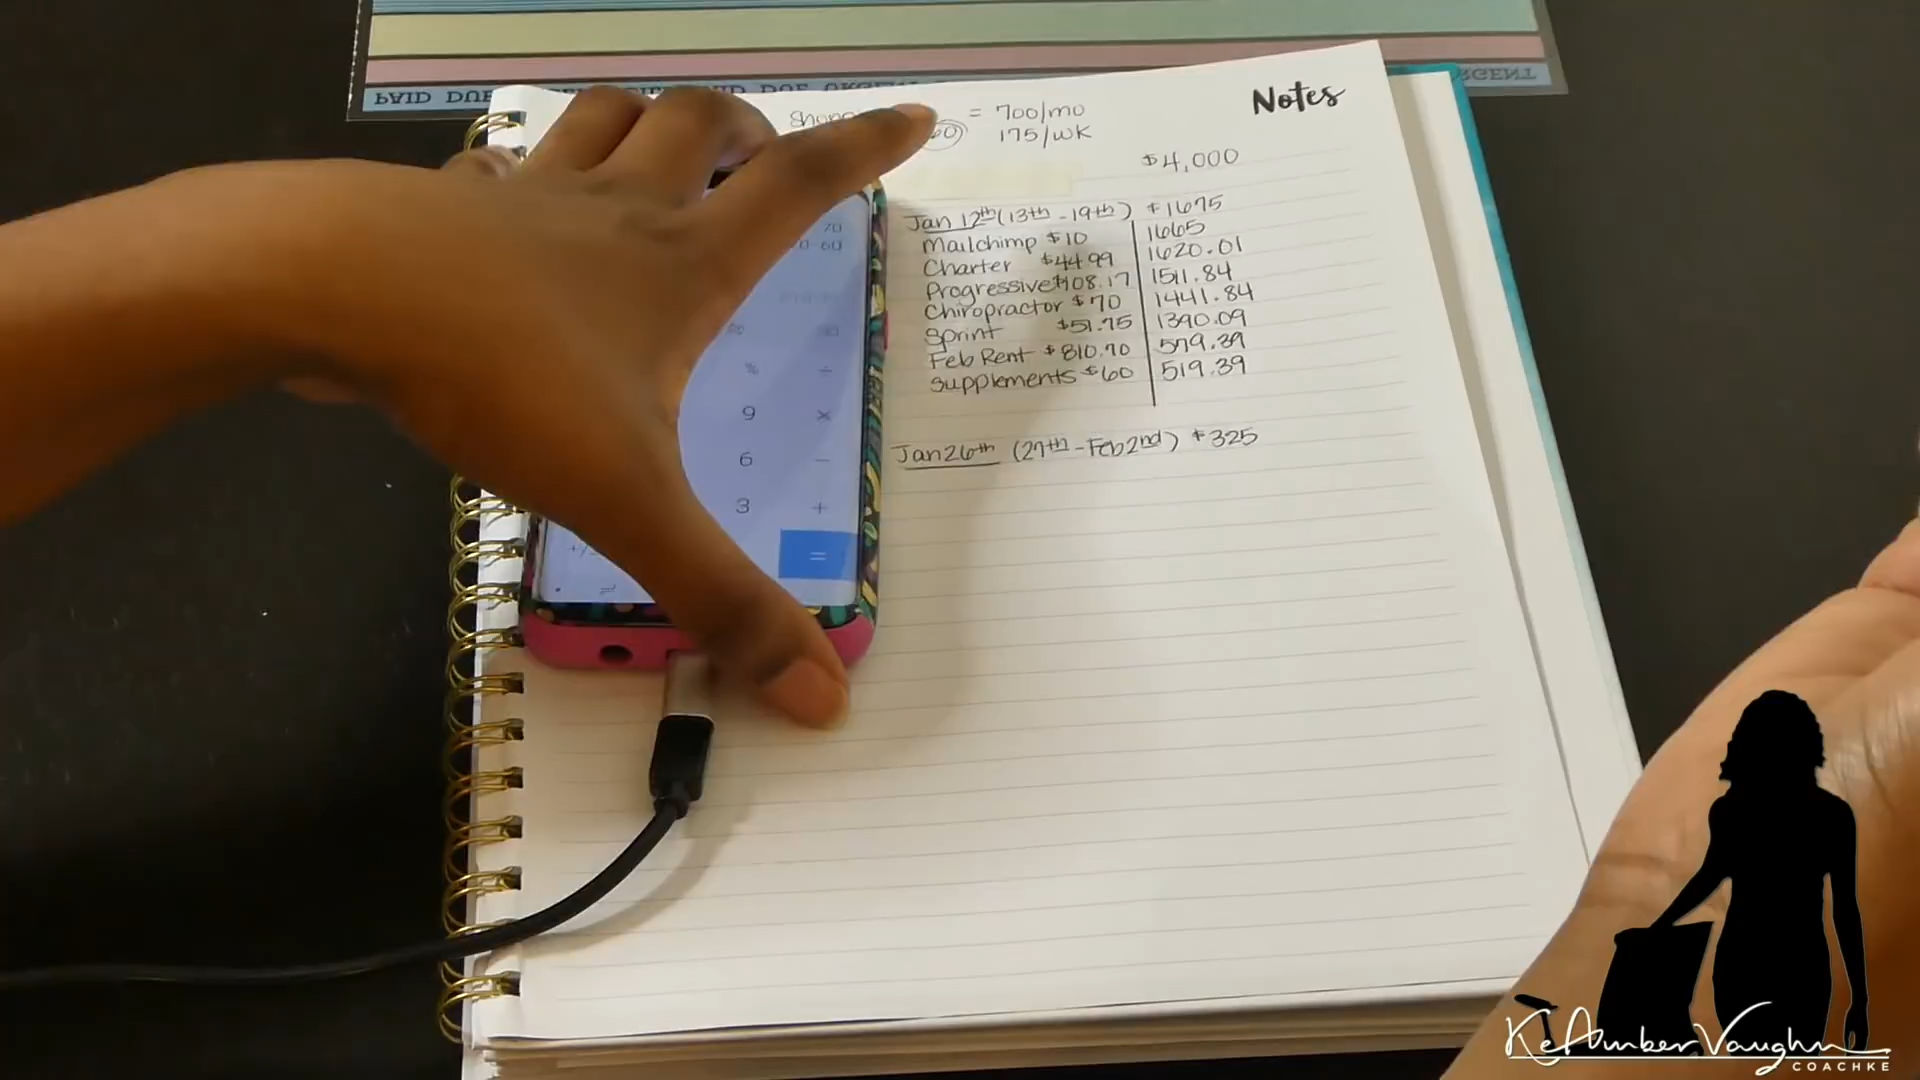 PAID DUE
URGENT
Notes
= 700/mo
175/wk
$4,000
Jan 12th (13th - 19th) $1675
Mailchimp $10 1665
Charter $44.99 1620.01
Progressive $108.17 1511.84
Chiropractor $70 1441.84
Sprint $51.75 1390.09
Feb Rent $810.70 579.39
Supplements $60 519.39
Jan 26th (27th - Feb 2nd) $325
%
÷
9
×
6
−
3
+
=
KeAmber Vaughn
COACHKE